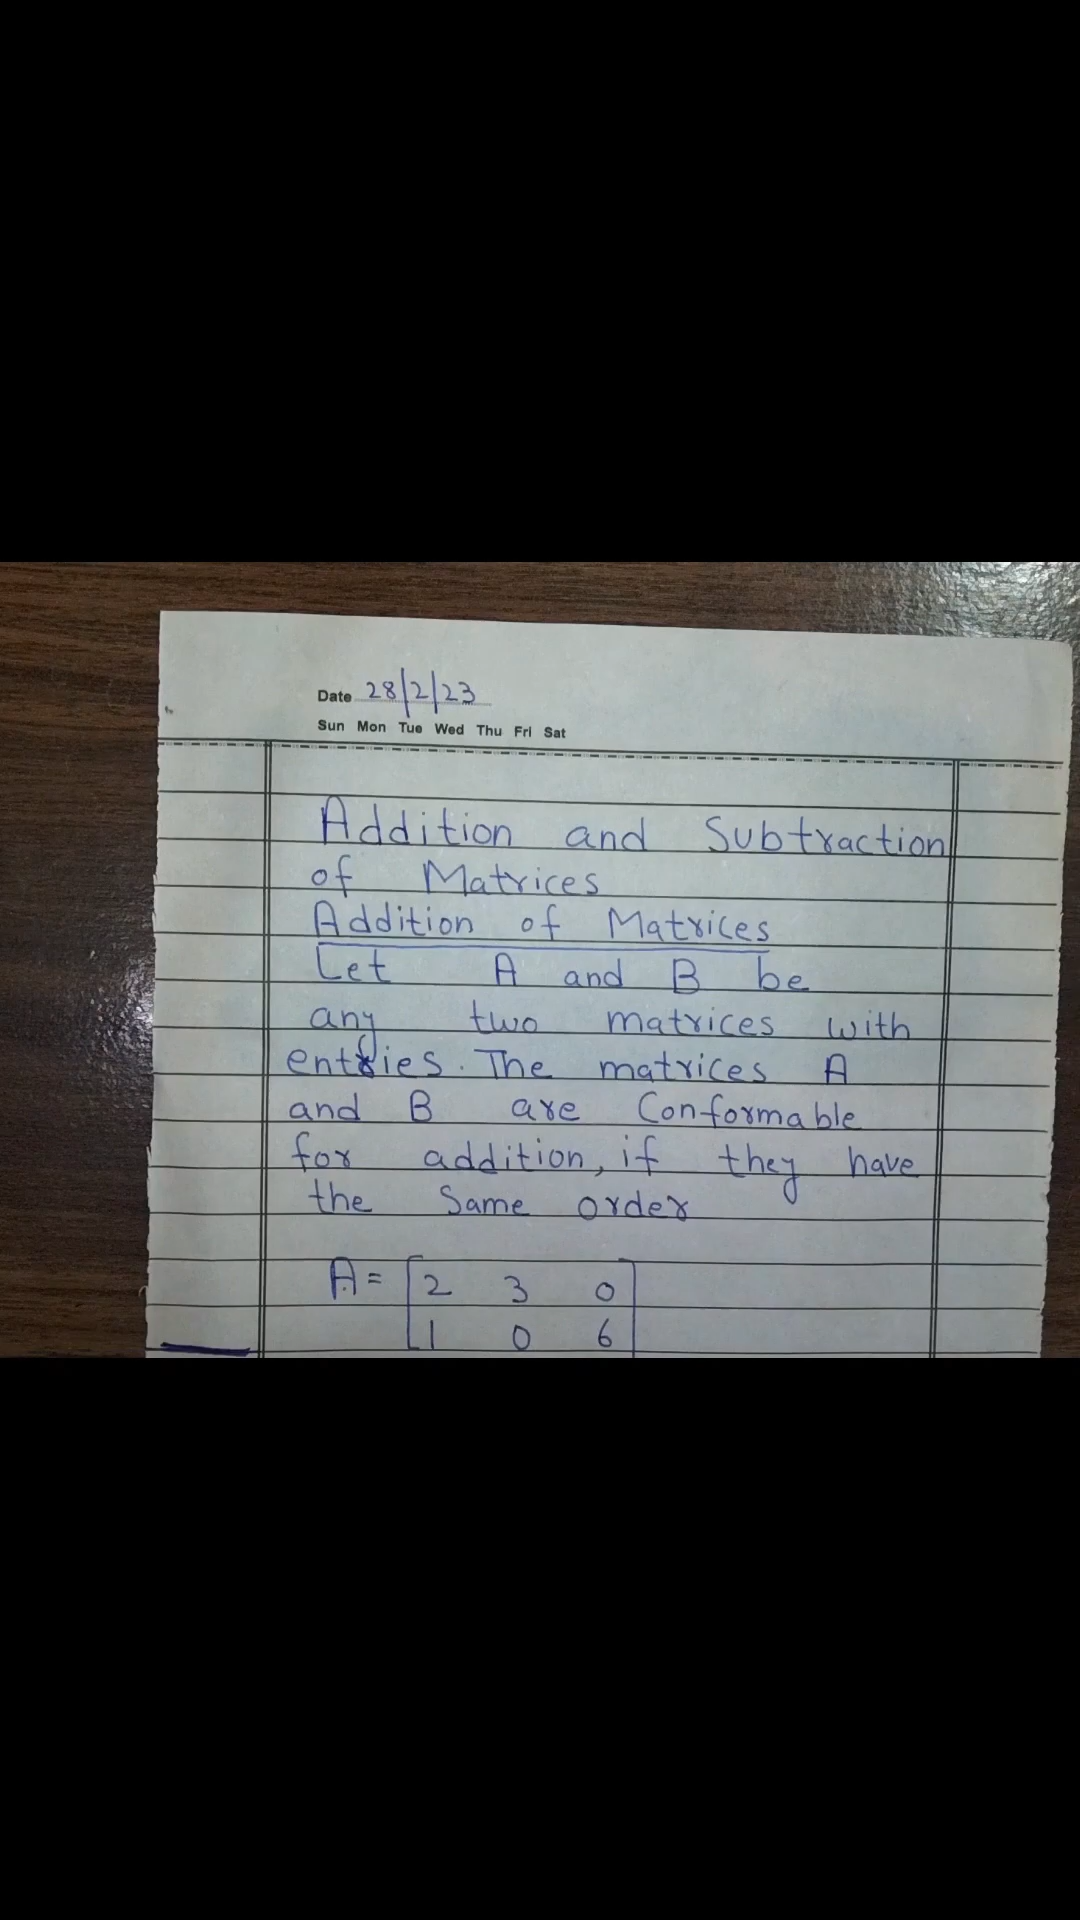 Date 28/2/23
Sun Mon Tue Wed Thu Fri Sat
Addition and Subtraction
of Matrices
Addition of Matrices
Let A and B be
any two matrices with
entries. The matrices A
and B are Conformable
for addition, if they have
the Same order
A = [2 3 0]
[1 0 6]